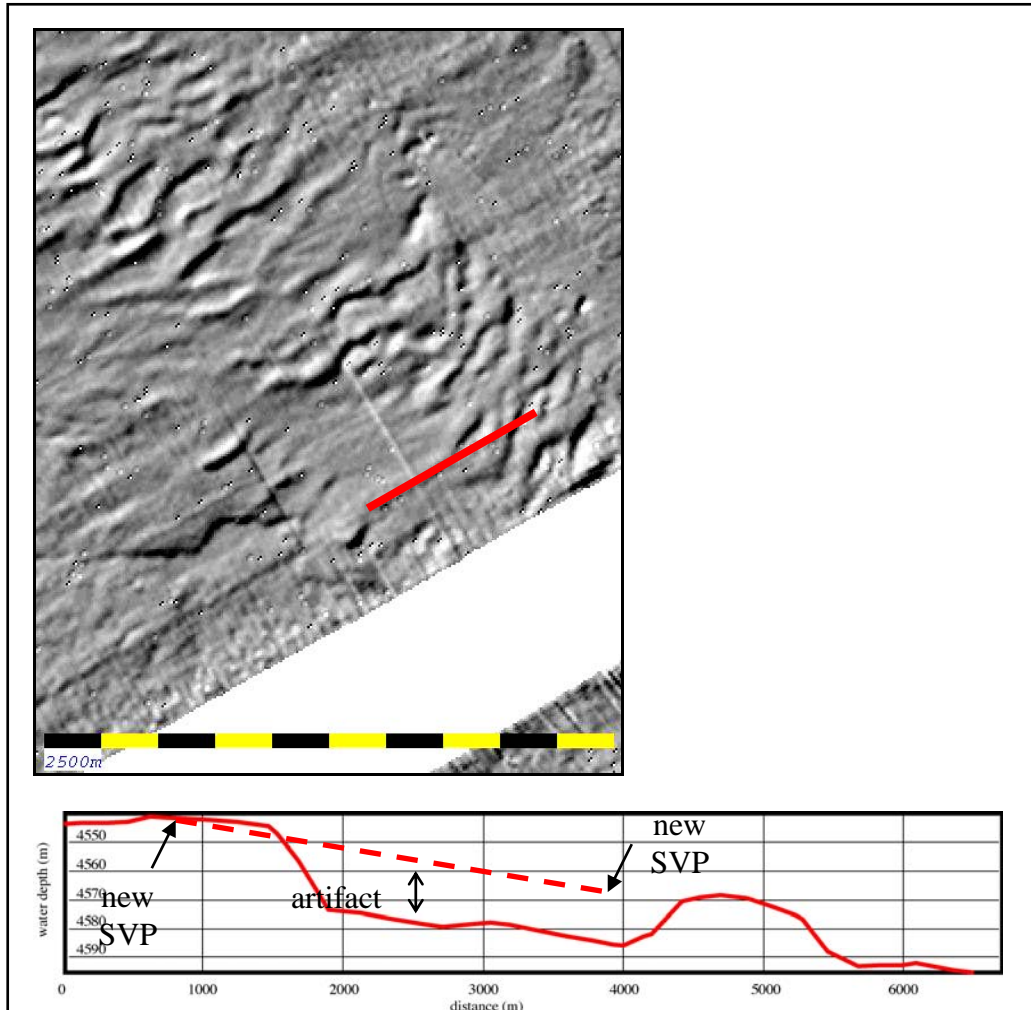 2500m
new
SVP
4550
4560
4570
4580
4590
water depth (m)
new
SVP
artifact
0 1000 2000 3000 4000 5000 6000
distance (m)